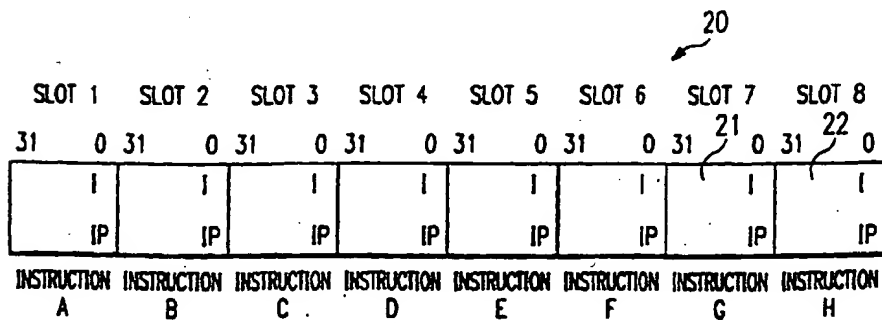 20
SLOT 1 SLOT 2 SLOT 3 SLOT 4 SLOT 5 SLOT 6 SLOT 7 SLOT 8
31 0 31 0 31 0 31 0 31 0 31 0 31 21 0 31 22 0
I I I I I I I I
IP IP IP IP IP IP IP IP
INSTRUCTION INSTRUCTION INSTRUCTION INSTRUCTION INSTRUCTION INSTRUCTION INSTRUCTION INSTRUCTION
A B C D E F G H